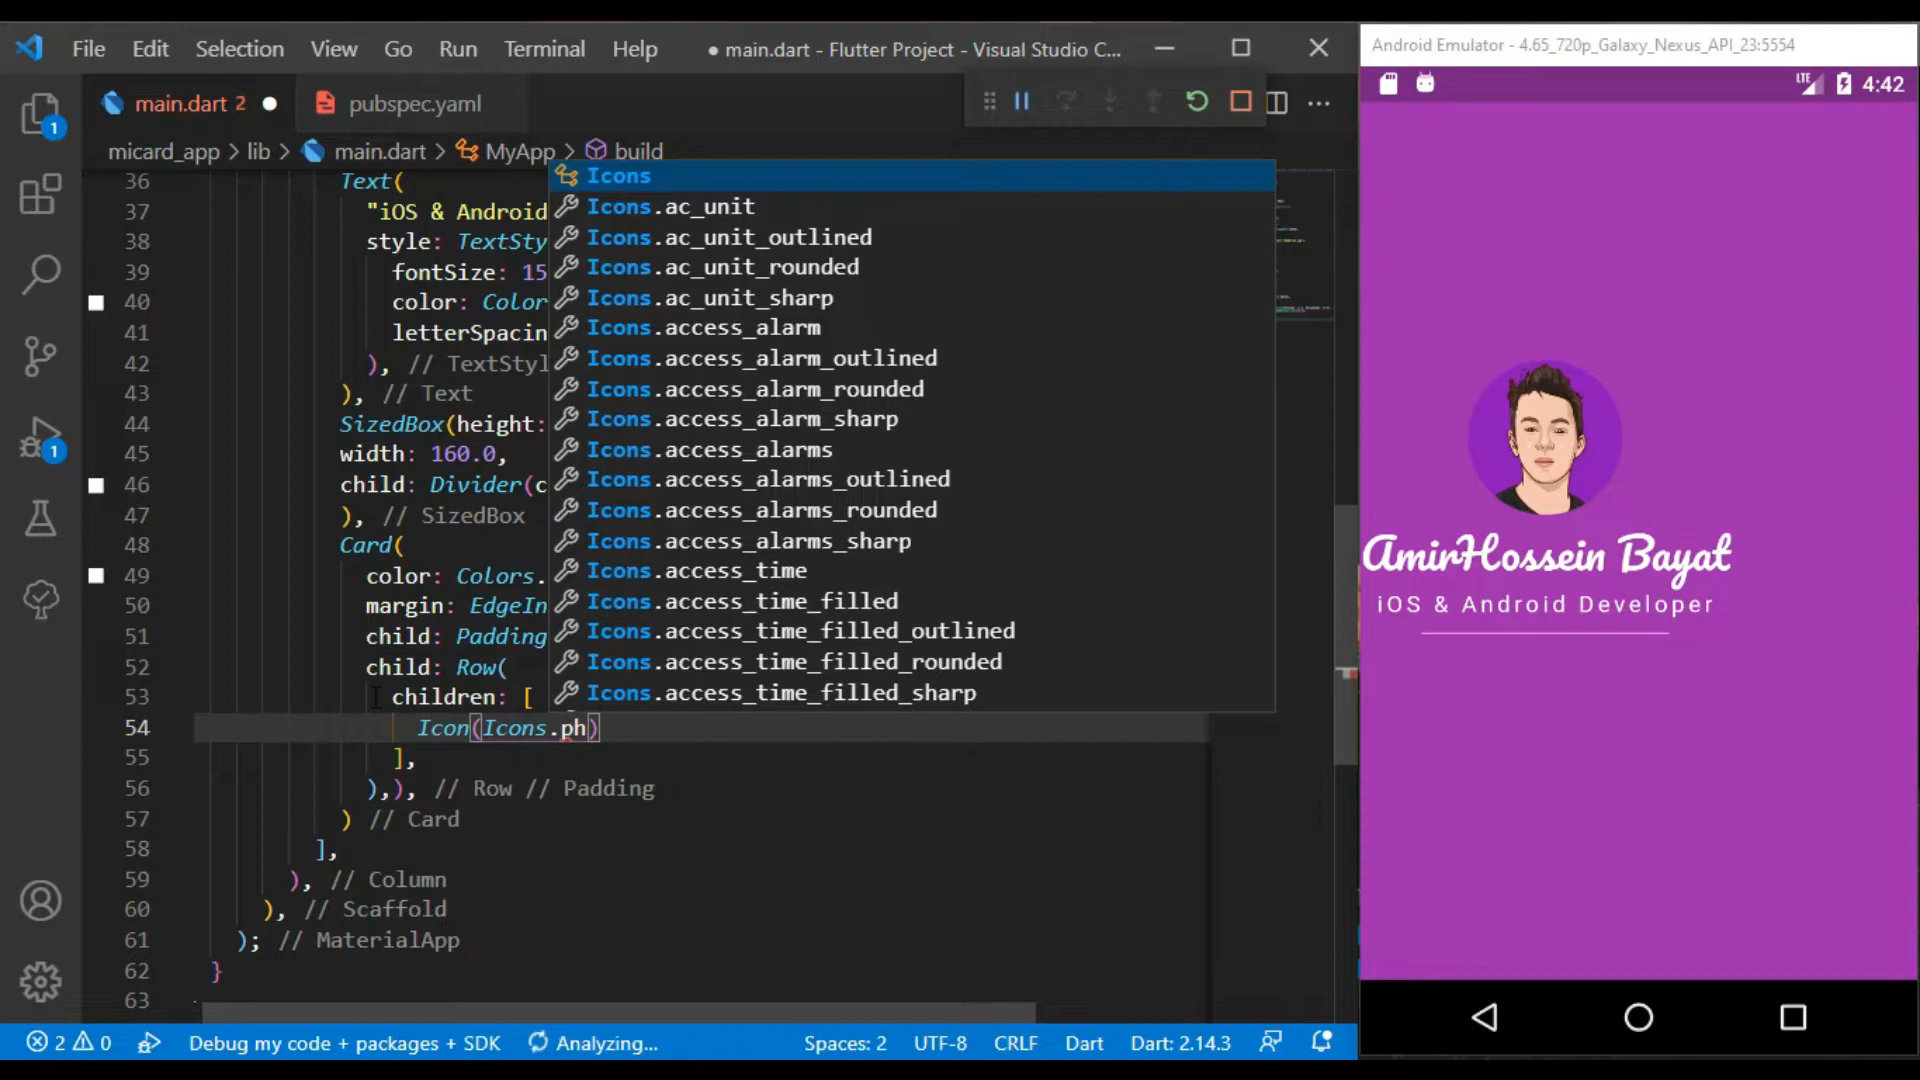 File Edit Selection View Go Run Terminal Help ● main.dart - Flutter Project - Visual Studio C...
main.dart 2 ● pubspec.yaml
1
micard_app > lib > main.dart > MyApp > build
36 Text(
37 "iOS & Android
38 style: TextSty
39 fontSize: 15
40 color: Color
41 letterSpacin
42 ), // TextStyl
43 ), // Text
44 SizedBox(height:
45 width: 160.0,
46 child: Divider(c
47 ), // SizedBox
48 Card(
49 color: Colors.
50 margin: EdgeIn
51 child: Padding
52 child: Row(
53 children: [
54 Icon(Icons.ph)
55 ],
56 ),), // Row // Padding
57 ) // Card
58 ],
59 ), // Column
60 ), // Scaffold
61 ); // MaterialApp
62 }
63
1
Icons
Icons.ac_unit
Icons.ac_unit_outlined
Icons.ac_unit_rounded
Icons.ac_unit_sharp
Icons.access_alarm
Icons.access_alarm_outlined
Icons.access_alarm_rounded
Icons.access_alarm_sharp
Icons.access_alarms
Icons.access_alarms_outlined
Icons.access_alarms_rounded
Icons.access_alarms_sharp
Icons.access_time
Icons.access_time_filled
Icons.access_time_filled_outlined
Icons.access_time_filled_rounded
Icons.access_time_filled_sharp
2 0 Debug my code + packages + SDK Analyzing... Spaces: 2 UTF-8 CRLF Dart Dart: 2.14.3
Android Emulator - 4.65_720p_Galaxy_Nexus_API_23:5554
LTE 4:42
AmirHossein Bayat
iOS & Android Developer